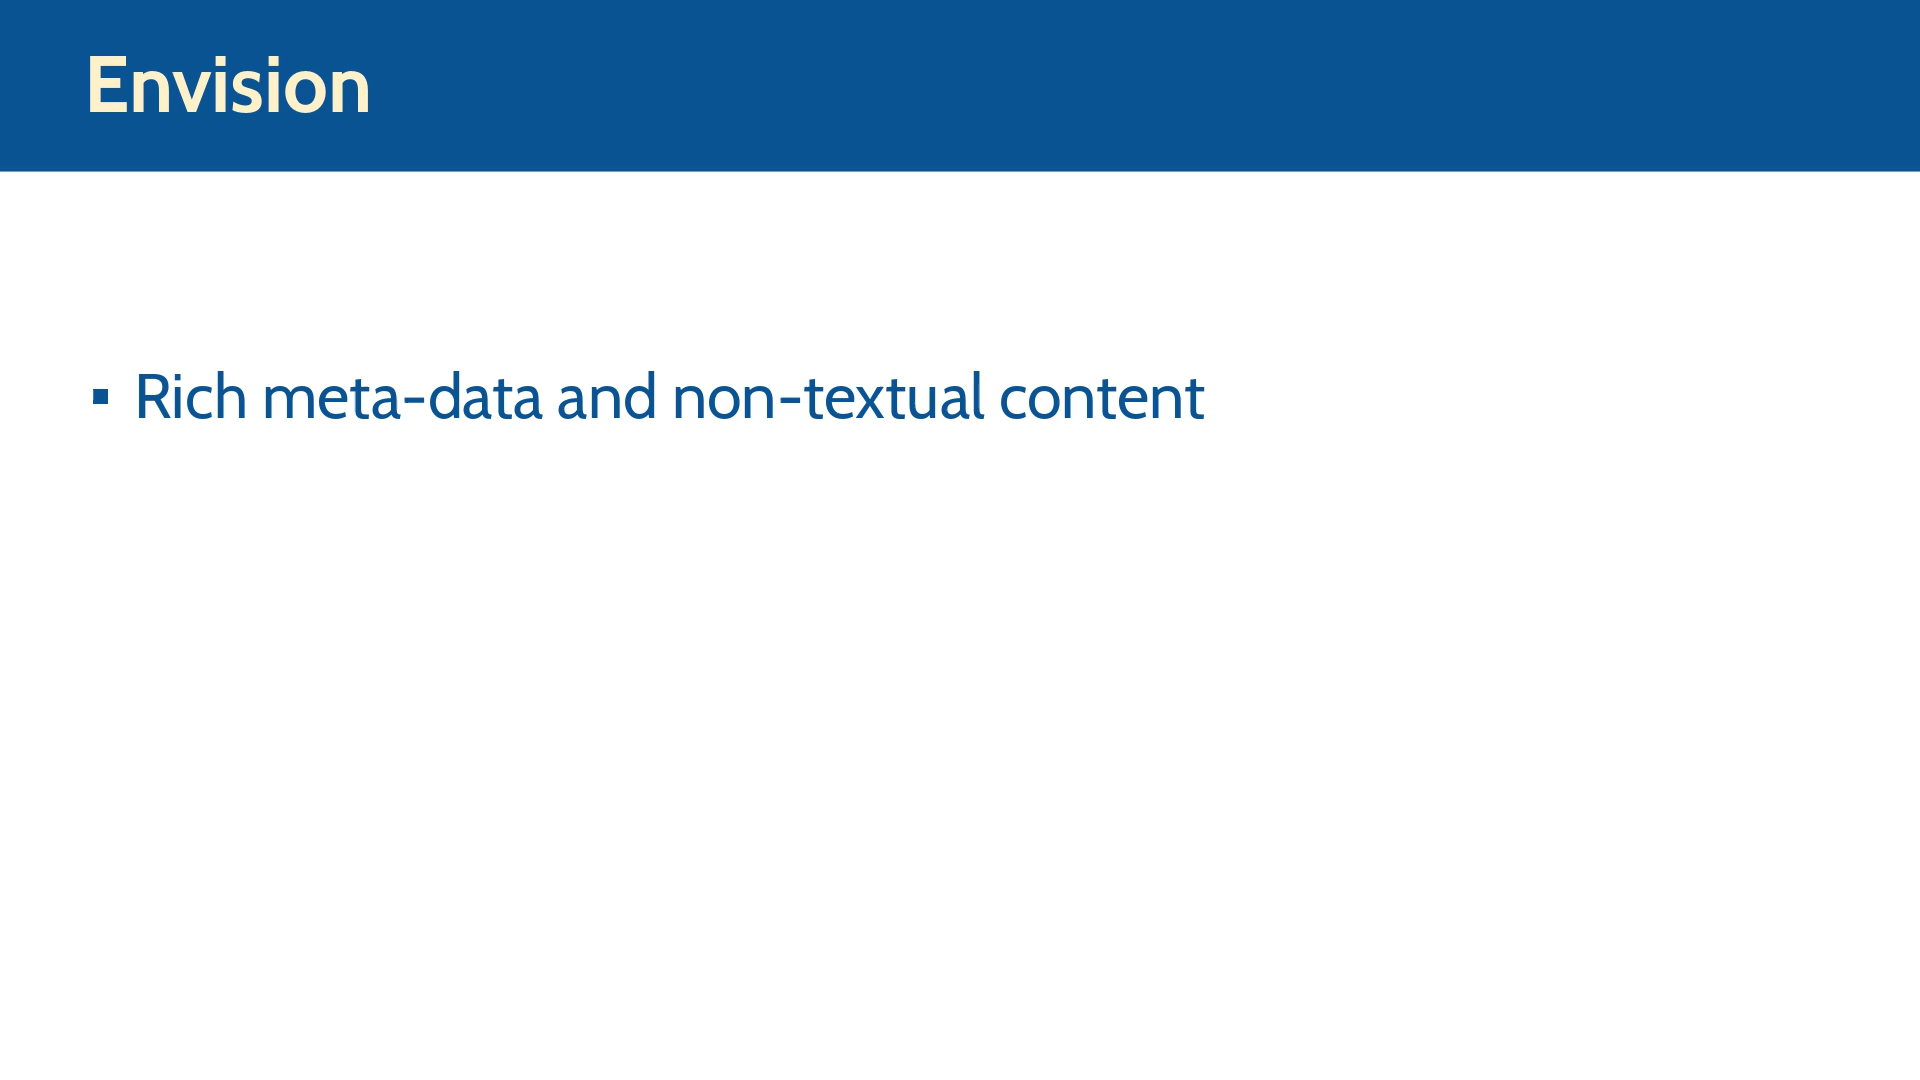 Envision
▪ Rich meta-data and non-textual content